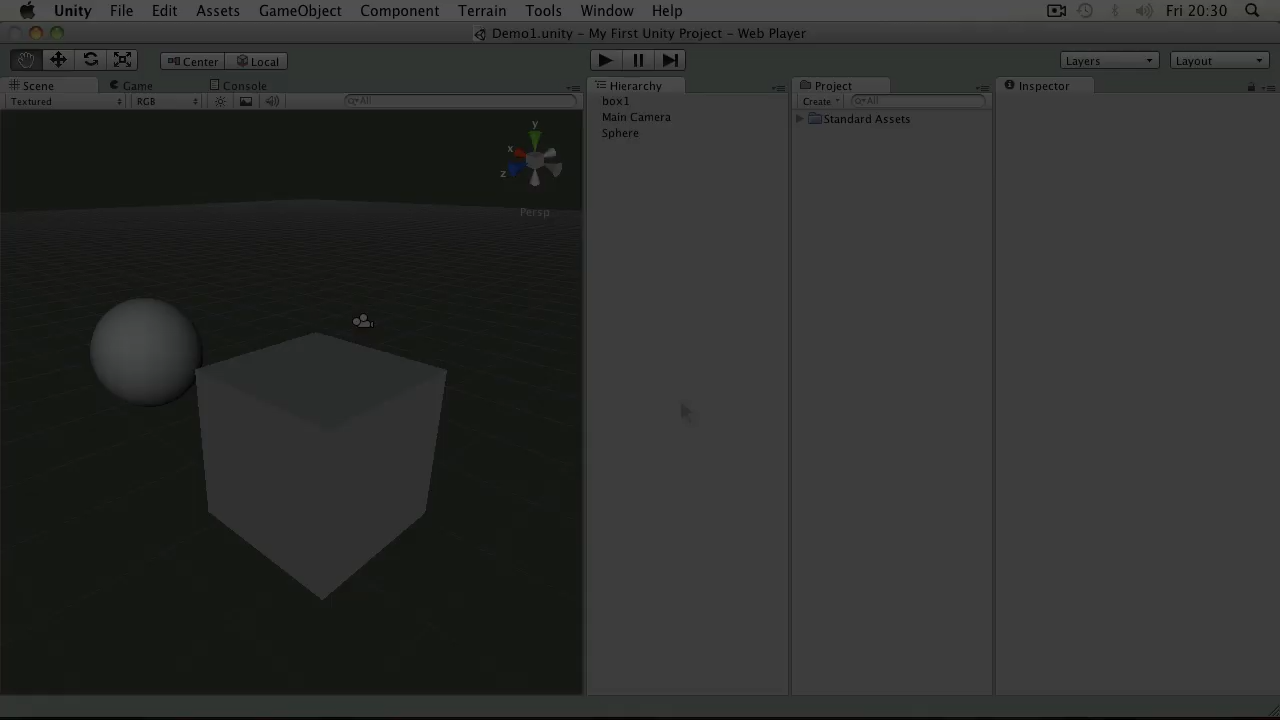 Unity File Edit Assets GameObject Component Terrain Tools Window Help Fri 20:30
Demo1.unity - My First Unity Project - Web Player
Center Local Layers Layout
Scene Game Console Hierarchy Project Inspector
Textured RGB All Create All
box1
Main Camera
Sphere
Standard Assets
y
x
z
Persp